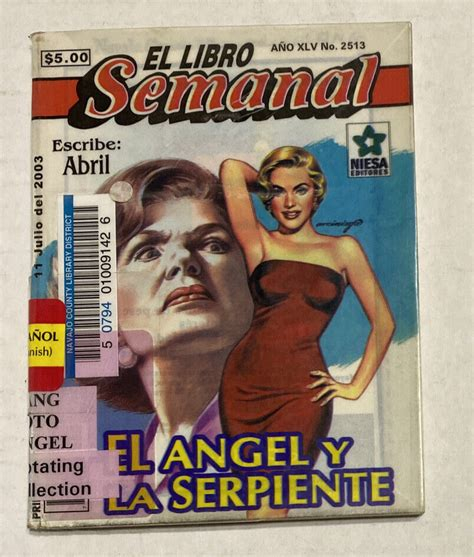 $5.00
EL LIBRO
AÑO XLV No. 2513
Semanal
Escribe:
Abril
NIESA
EDITORES
11 Julio del 2003
NAVAJO COUNTY LIBRARY DISTRICT
5 0794 01009142 6
AÑOL
nish)
ANG
OTO
NGEL
otating
llection
PRI
EL ANGEL Y
LA SERPIENTE